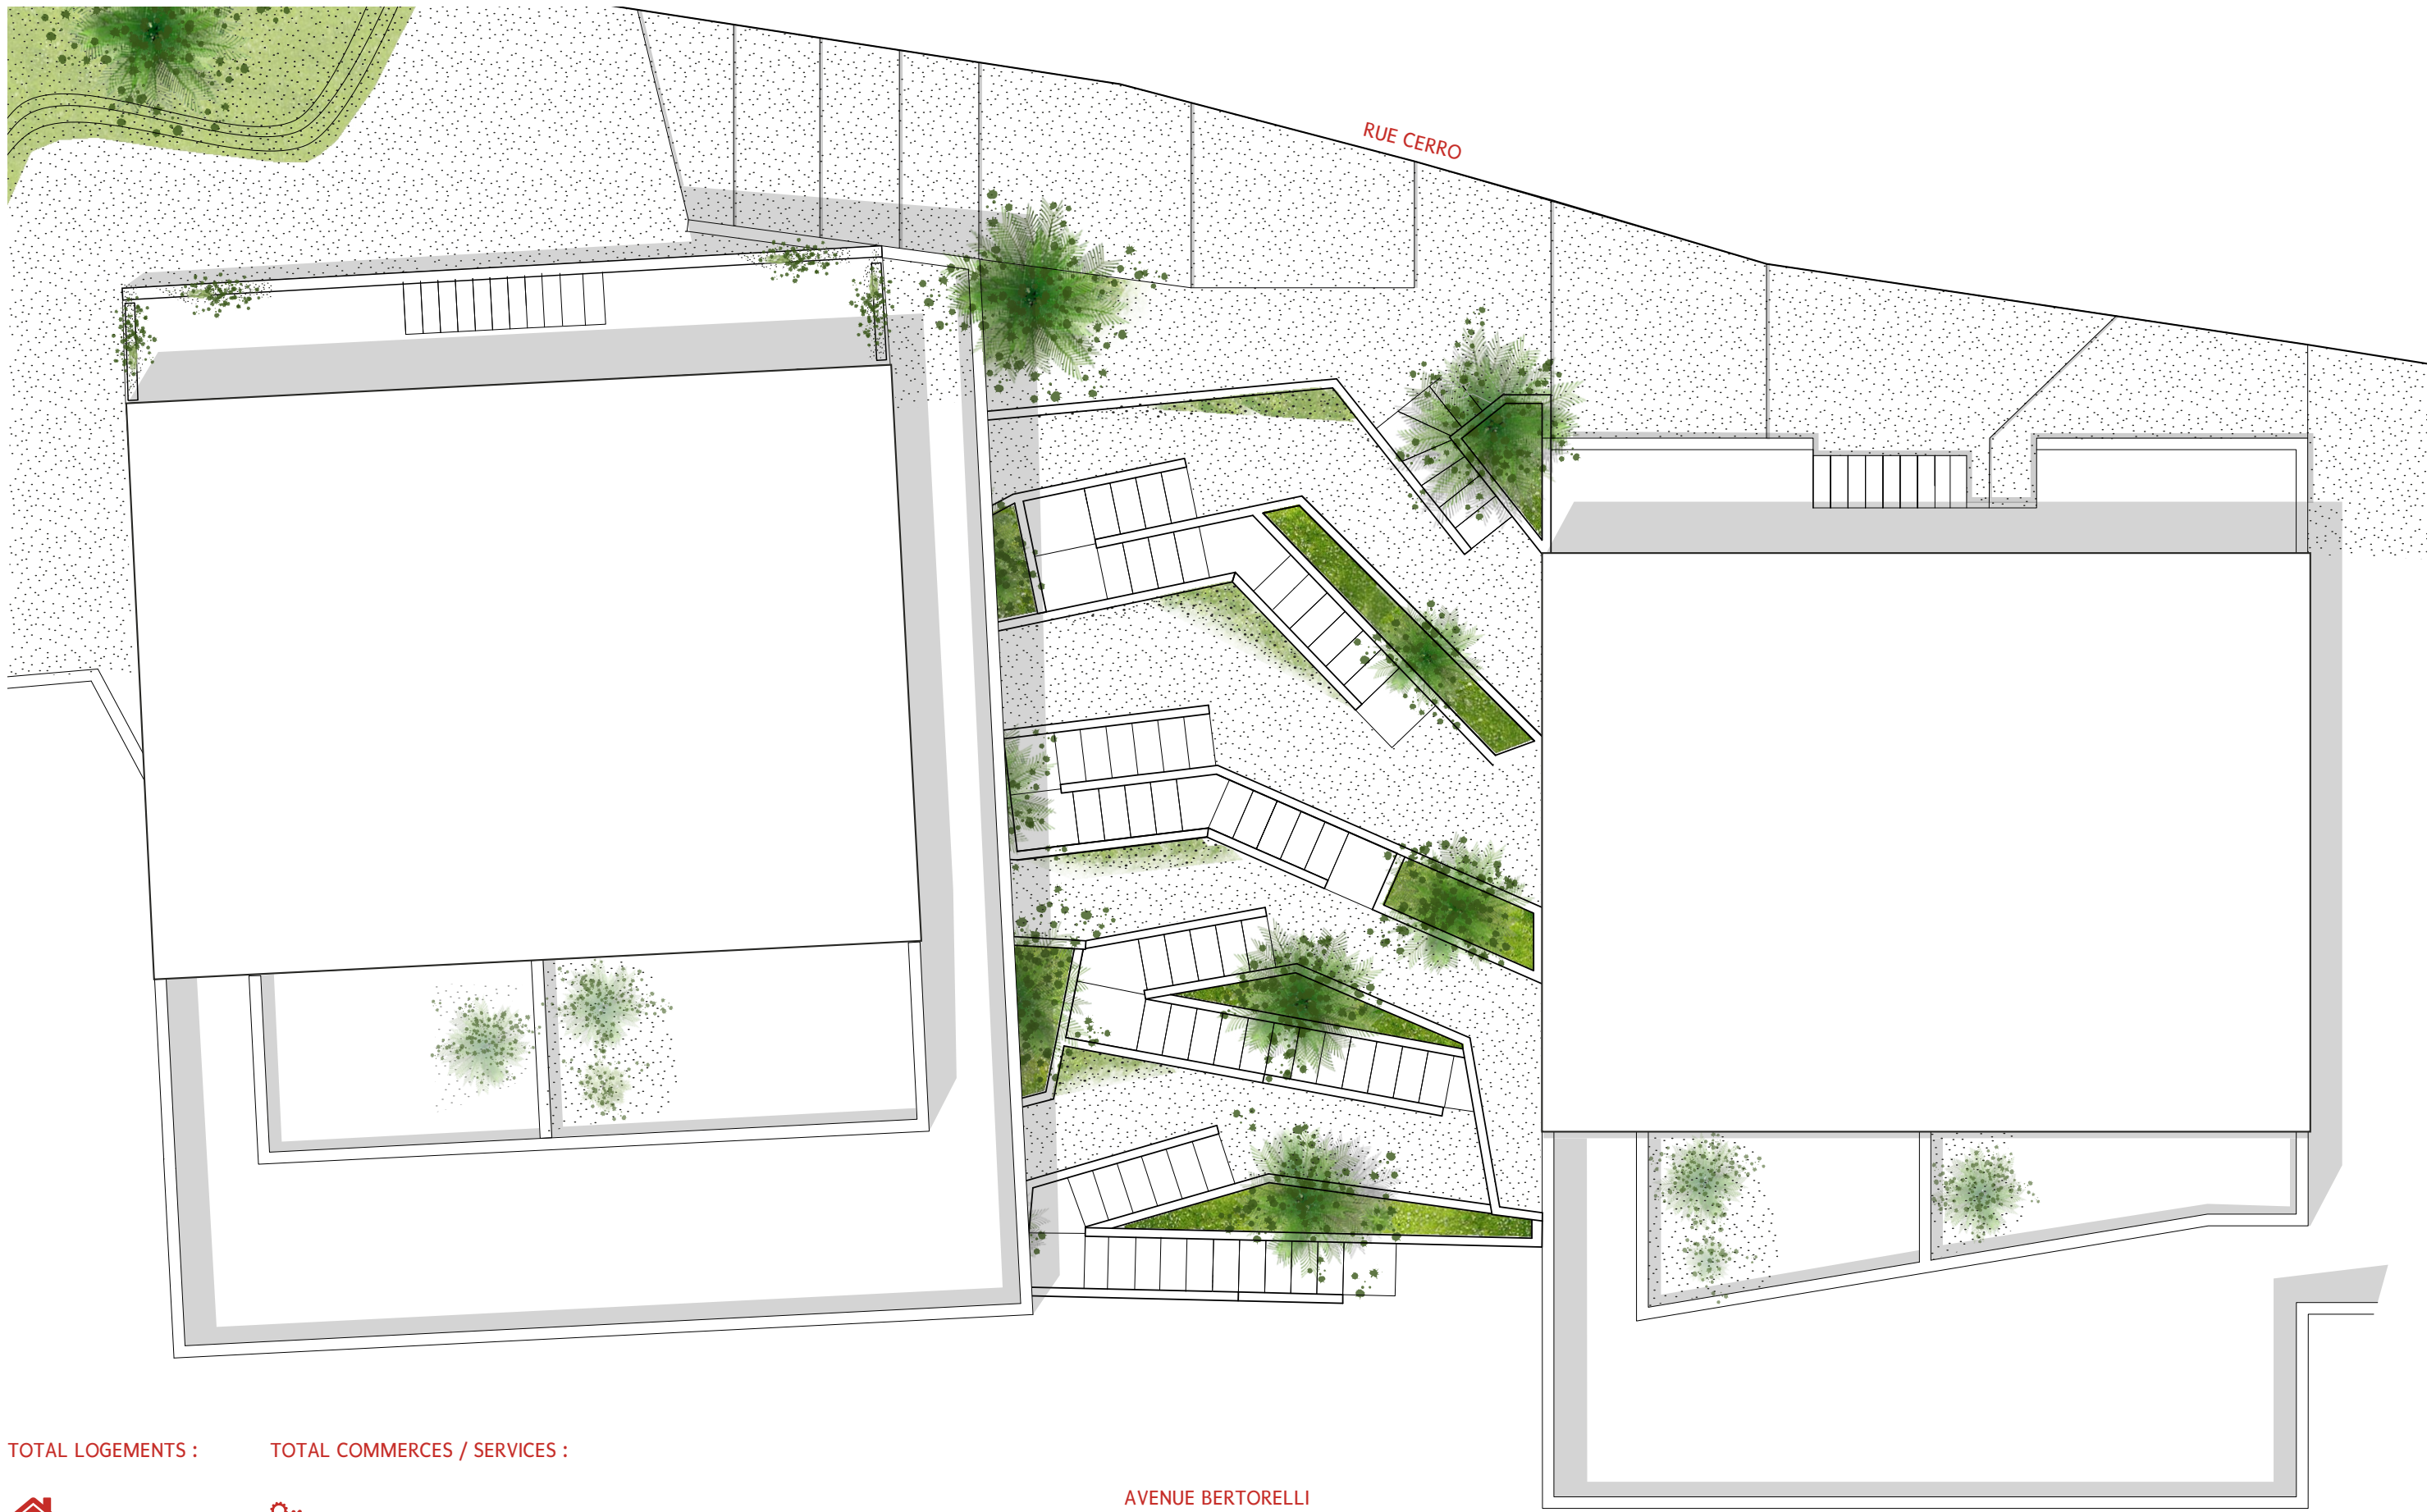 RUE CERRO
TOTAL LOGEMENTS :
TOTAL COMMERCES / SERVICES :
AVENUE BERTORELLI